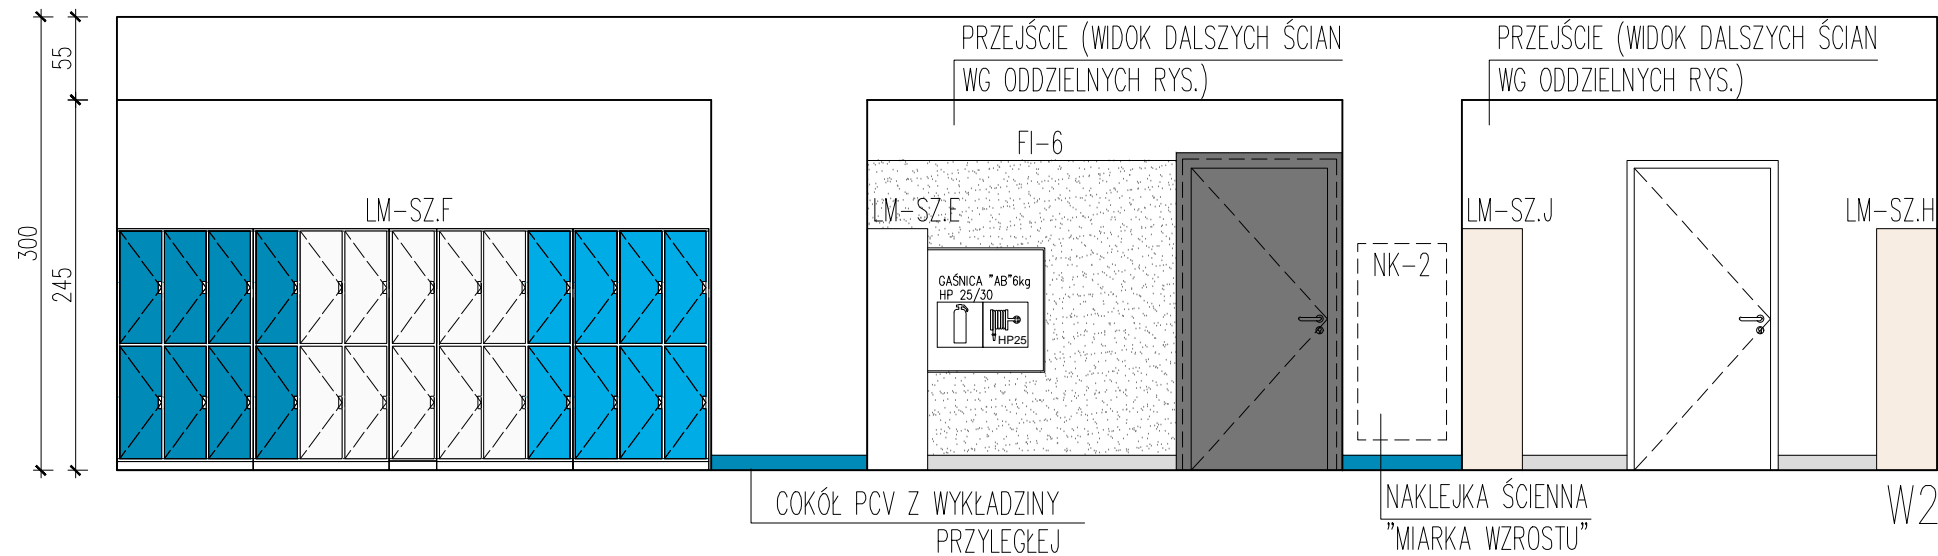 PRZEJŚCIE (WIDOK DALSZYCH ŚCIAN
WG ODDZIELNYCH RYS.)
PRZEJŚCIE (WIDOK DALSZYCH ŚCIAN
WG ODDZIELNYCH RYS.)
55
300
245
FI-6
LM-SZ.F
LM-SZ.E
LM-SZ.J
LM-SZ.H
NK-2
GAŚNICA "AB"6kg
HP 25/30
HP25
COKÓŁ PCV Z WYKŁADZINY
PRZYLEGŁEJ
NAKLEJKA ŚCIENNA
"MIARKA WZROSTU"
W2